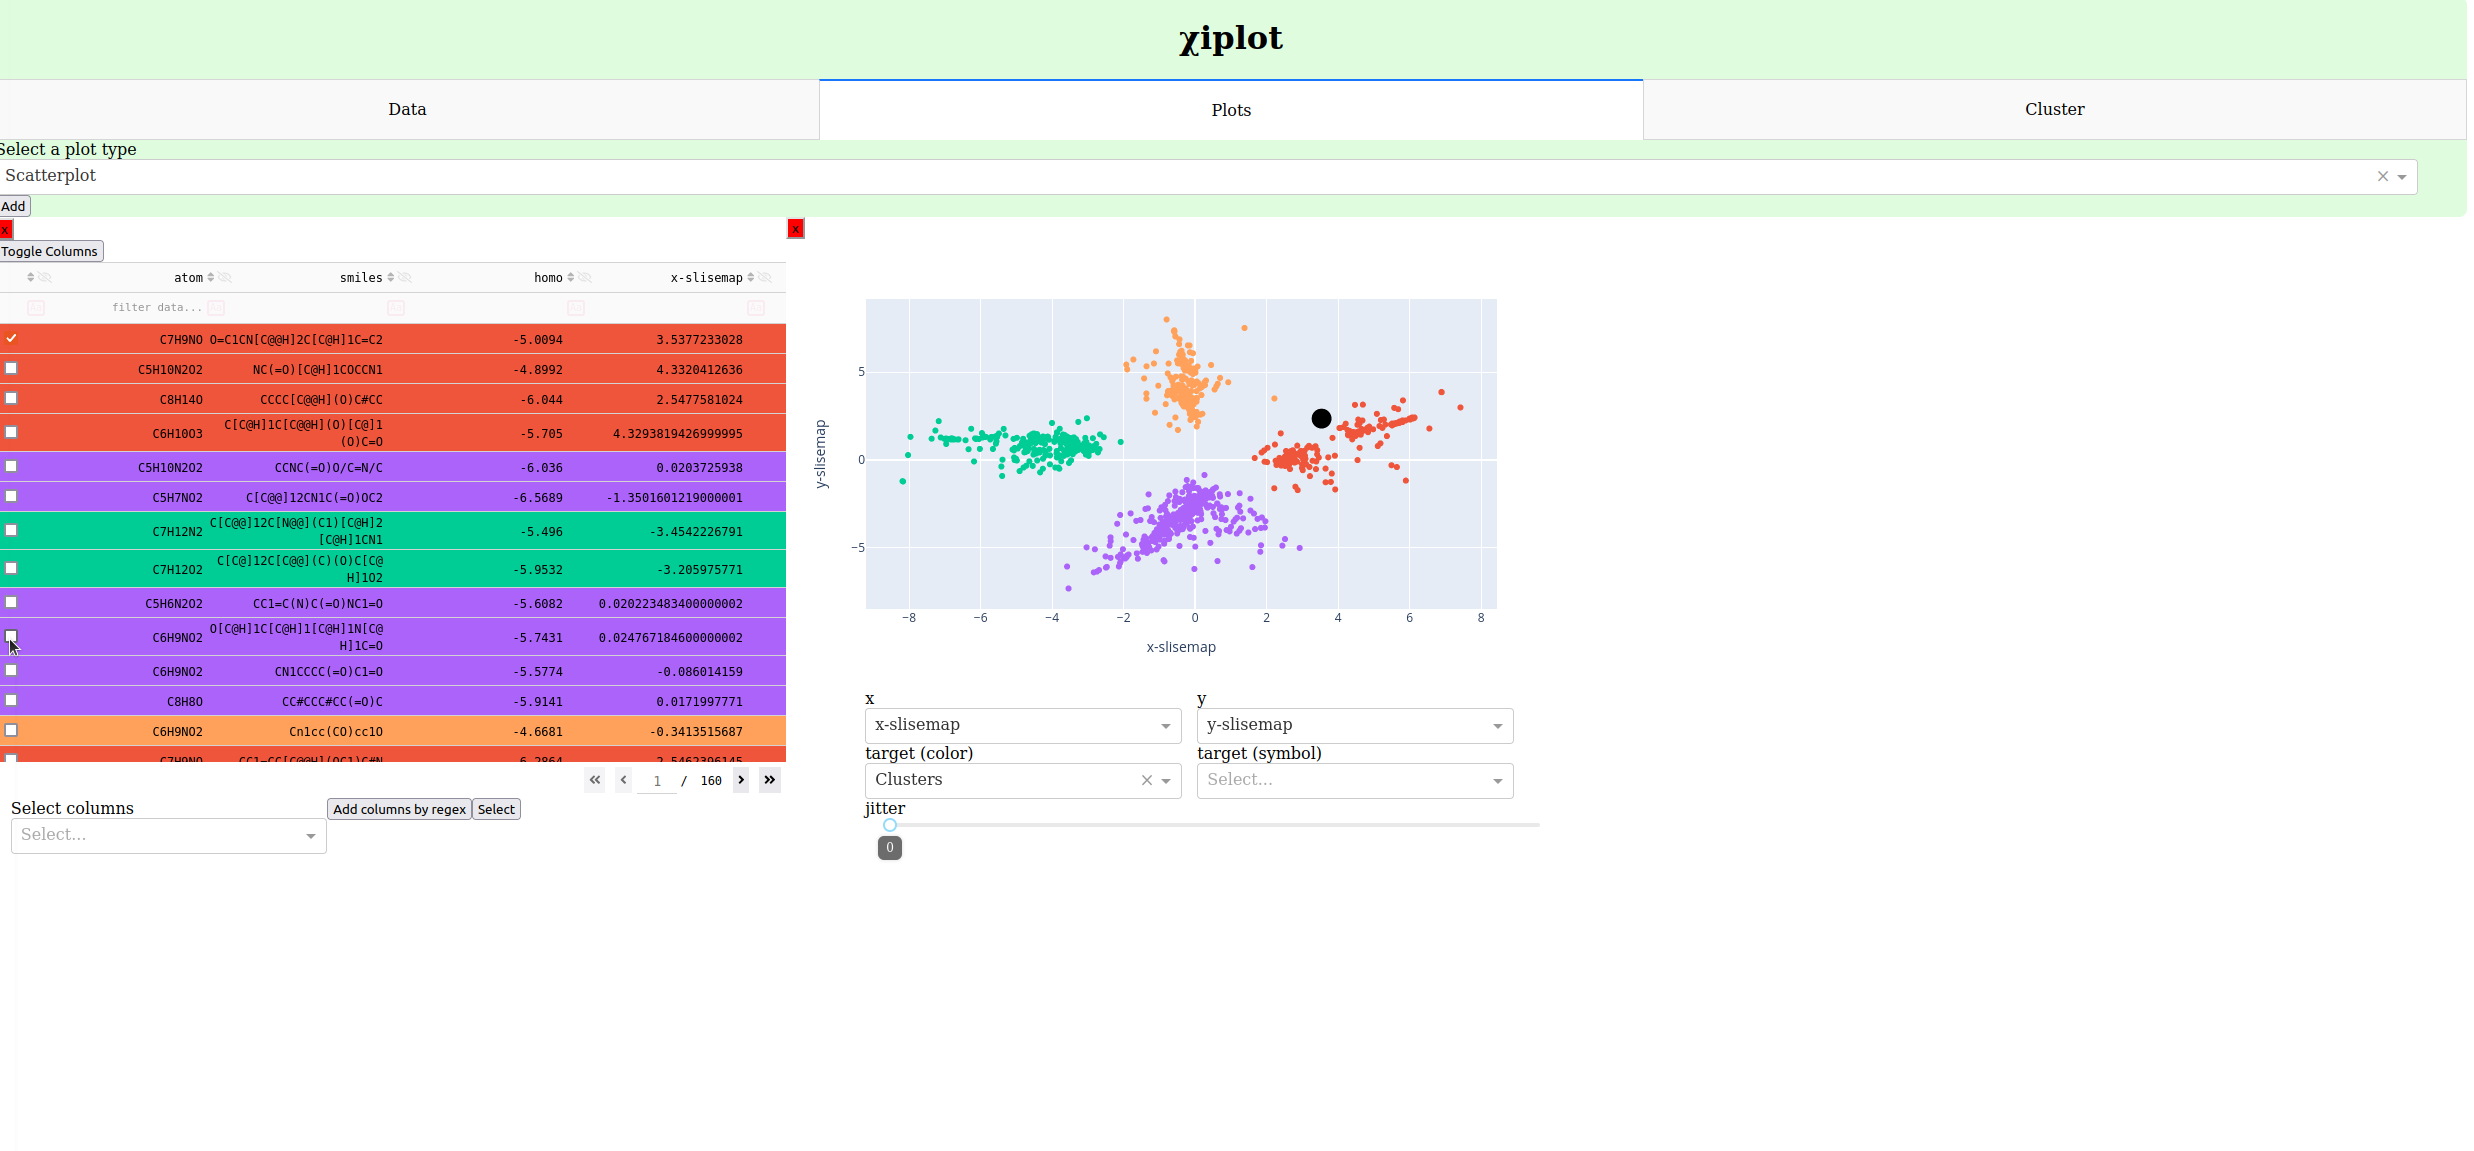 χiplot
Data Plots Cluster
Select a plot type
Scatterplot
Add
x x
Toggle Columns
atom smiles homo x-slisemap
filter data...
C7H9NO O=C1CN[C@@H]2C[C@H]1C=C2 -5.0094 3.5377233028
C5H10N2O2 NC(=O)[C@H]1COCCN1 -4.8992 4.3320412636
C8H14O CCCC[C@@H](O)C#CC -6.044 2.5477581024
C6H10O3 C[C@H]1C[C@@H](O)[C@]1 -5.705 4.3293819426999995
(O)C=O
C5H10N2O2 CCNC(=O)O/C=N/C -6.036 0.0203725938
C5H7NO2 C[C@@]12CN1C(=O)OC2 -6.5689 -1.3501601219000001
C7H12N2 C[C@@]12C[N@@](C1)[C@H]2 -5.496 -3.4542226791
[C@H]1CN1
C7H12O2 C[C@]12C[C@@](C)(O)C[C@ -5.9532 -3.205975771
H]1O2
C5H6N2O2 CC1=C(N)C(=O)NC1=O -5.6082 0.020223483400000002
C6H9NO2 O[C@H]1C[C@H]1[C@H]1N[C@ -5.7431 0.024767184600000002
H]1C=O
C6H9NO2 CN1CCCC(=O)C1=O -5.5774 -0.086014159
C8H8O CC#CCC#CC(=O)C -5.9141 0.0171997771
C6H9NO2 Cn1cc(CO)cc1O -4.6681 -0.3413515687
1 / 160
Select columns
Add columns by regex Select
Select...
y-slisemap
5
0
−5
−8 −6 −4 −2 0 2 4 6 8
x-slisemap
x y
x-slisemap y-slisemap
target (color) target (symbol)
Clusters Select...
jitter
0